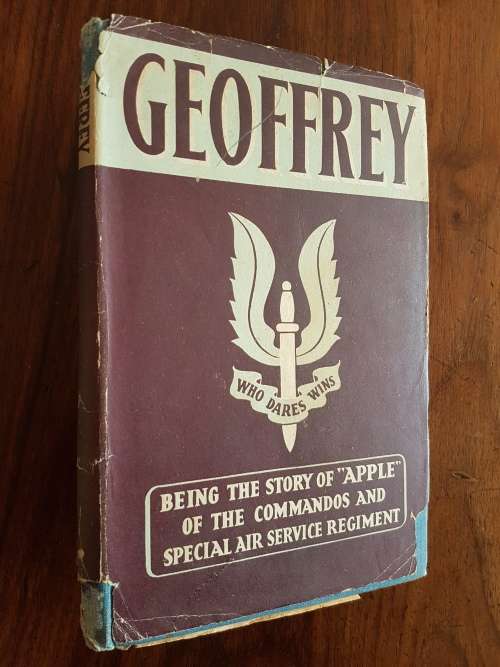 GEOFFREY
WHO DARES WINS
BEING THE STORY OF "APPLE"
OF THE COMMANDOS AND
SPECIAL AIR SERVICE REGIMENT